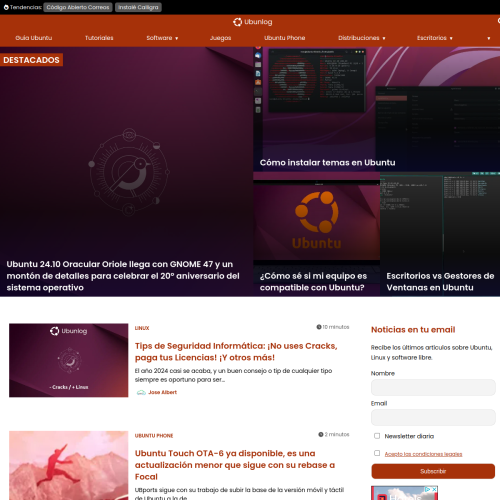 Tendencias: Código Abierto Correos Instalé Calligra
Ubunlog
Guia Ubuntu Tutoriales Software Juegos Ubuntu Phone Distribuciones Escritorios
DESTACADOS
Ubuntu 24.10 Oracular Oriole llega con GNOME 47 y un
montón de detalles para celebrar el 20º aniversario del
sistema operativo
Cómo instalar temas en Ubuntu
Ubuntu
¿Cómo sé si mi equipo es
compatible con Ubuntu?
Escritorios vs Gestores de
Ventanas en Ubuntu
Ubunlog
- Cracks / + Linux
LINUX
10 minutos
Tips de Seguridad Informática: ¡No uses Cracks,
paga tus Licencias! ¡Y otros más!
El año 2024 casi se acaba, y un buen consejo o tip de cualquier tipo
siempre es oportuno para ser...
Jose Albert
UBUNTU PHONE
2 minutos
Ubuntu Touch OTA-6 ya disponible, es una
actualización menor que sigue con su rebase a
Focal
UBports sigue con su trabajo de subir la base de la versión móvil y táctil
de Ubuntu a la de
Noticias en tu email
Recibe los últimos artículos sobre Ubuntu,
Linux y software libre.
Nombre
Email
Newsletter diaria
Acepto las condiciones legales
Suscribir